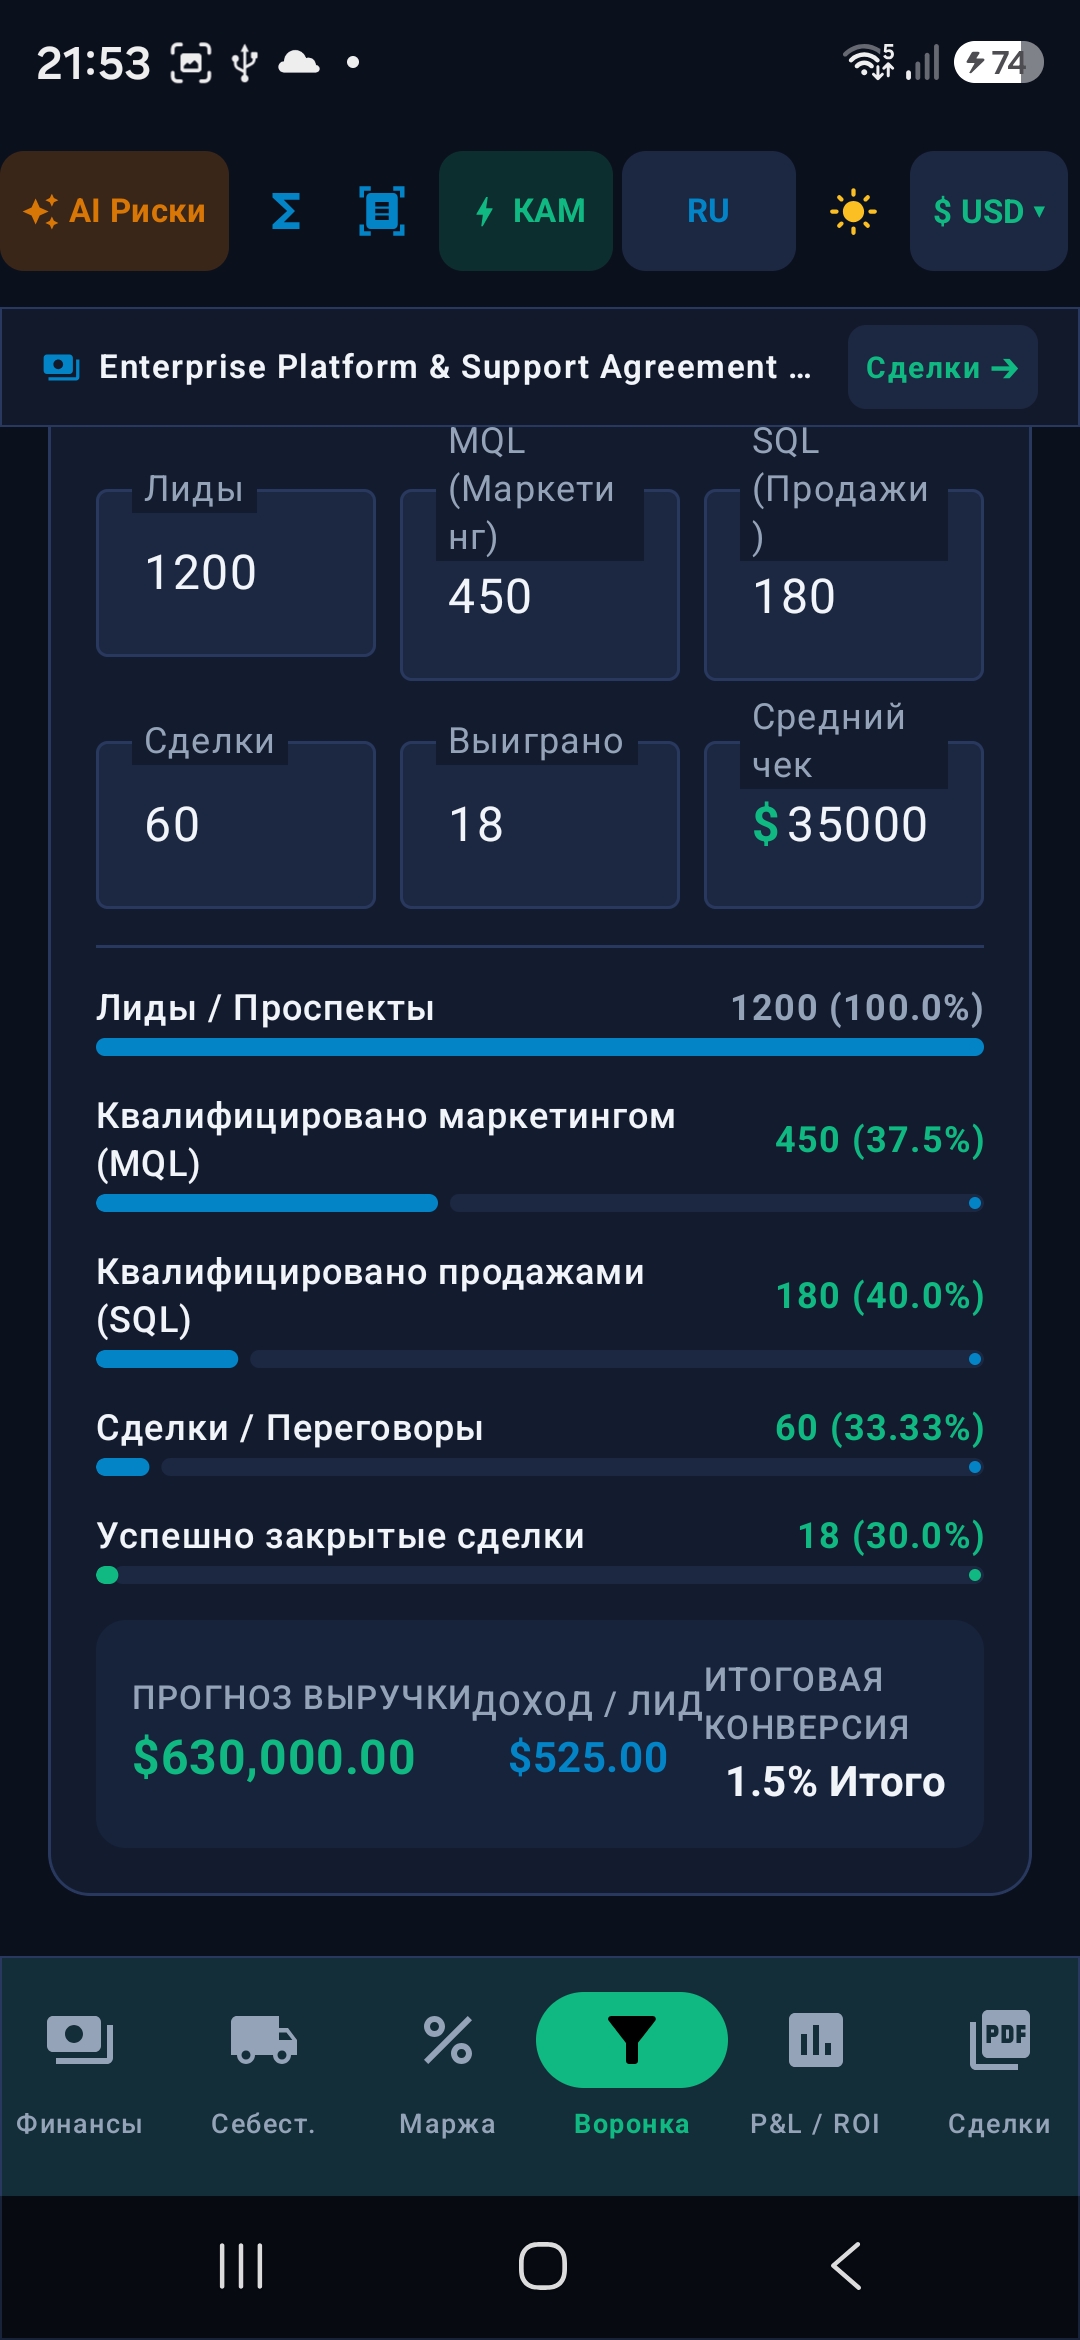 21:53
5
74
AI Риски
Σ
KAM
RU
$ USD ▾
Enterprise Platform & Support Agreement ...
Сделки →
Лиды
MQL
(Маркети
нг)
SQL
(Продажи
)
1200
450
180
Сделки
Выиграно
Средний
чек
60
18
$ 35000
Лиды / Проспекты
1200 (100.0%)
Квалифицировано маркетингом
(MQL)
450 (37.5%)
Квалифицировано продажами
(SQL)
180 (40.0%)
Сделки / Переговоры
60 (33.33%)
Успешно закрытые сделки
18 (30.0%)
ПРОГНОЗ ВЫРУЧКИ
$630,000.00
ДОХОД / ЛИД
$525.00
ИТОГОВАЯ
КОНВЕРСИЯ
1.5% Итого
Финансы
Себест.
Маржа
Воронка
P&L / ROI
PDF
Сделки